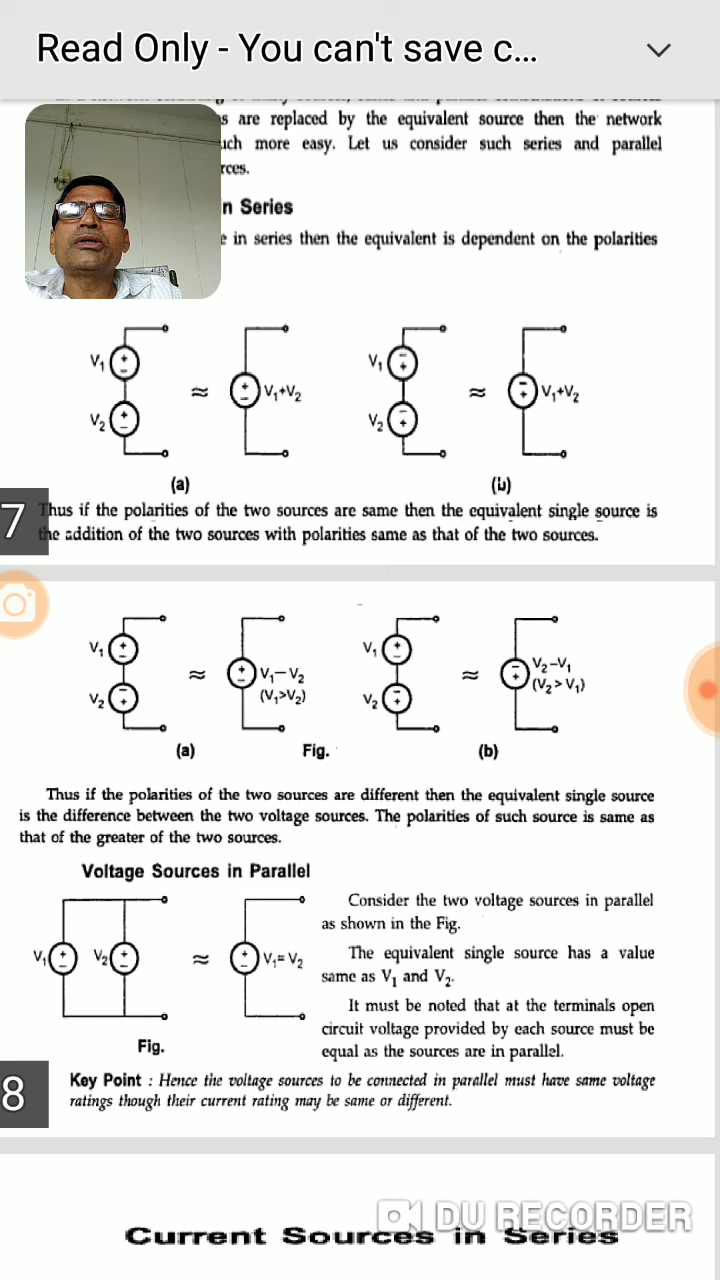 Read Only - You can't save c...
are replaced by the equivalent source then the network
more easy. Let us consider such series and parallel
n Series
in series then the equivalent is dependent on the polarities
V₁
V₂
≈
V₁+V₂
V₁
V₂
≈
V₁+V₂
(a)
(b)
7
Thus if the polarities of the two sources are same then the equivalent single source is
the addition of the two sources with polarities same as that of the two sources.
V₁
V₂
≈
V₁−V₂
(V₁>V₂)
V₁
V₂
≈
V₂−V₁
(V₂>V₁)
(a)
Fig.
(b)
Thus if the polarities of the two sources are different then the equivalent single source
is the difference between the two voltage sources. The polarities of such source is same as
that of the greater of the two sources.
Voltage Sources in Parallel
V₁
V₂
≈
V₁=V₂
Fig.
Consider the two voltage sources in parallel
as shown in the Fig.
The equivalent single source has a value
same as V₁ and V₂.
It must be noted that at the terminals open
circuit voltage provided by each source must be
equal as the sources are in parallel.
8
Key Point : Hence the voltage sources to be connected in parallel must have same voltage
ratings though their current rating may be same or different.
DU RECORDER
Current Sources in Series